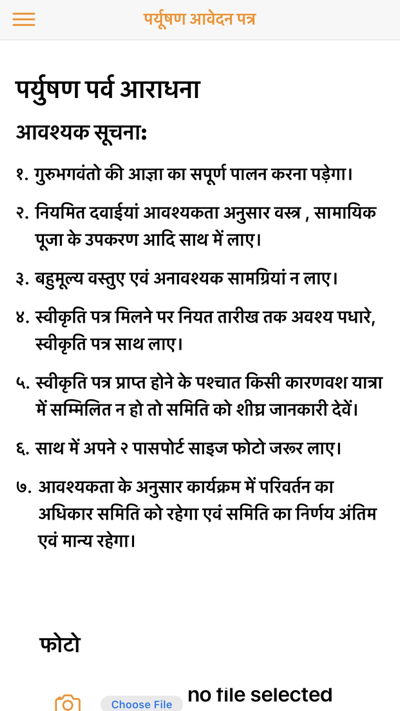 पर्यूषण आवेदन पत्र
पर्युषण पर्व आराधना
आवश्यक सूचना:
१. गुरुभगवंतो की आज्ञा का सपूर्ण पालन करना पड़ेगा।
२. नियमित दवाईयां आवश्यकता अनुसार वस्त्र , सामायिक
पूजा के उपकरण आदि साथ में लाए।
३. बहुमूल्य वस्तुए एवं अनावश्यक सामग्रियां न लाए।
४. स्वीकृति पत्र मिलने पर नियत तारीख तक अवश्य पधारे,
स्वीकृति पत्र साथ लाए।
५. स्वीकृति पत्र प्राप्त होने के पश्चात किसी कारणवश यात्रा
में सम्मिलित न हो तो समिति को शीघ्र जानकारी देवें।
६. साथ में अपने २ पासपोर्ट साइज फोटो जरूर लाए।
७. आवश्यकता के अनुसार कार्यक्रम में परिवर्तन का
अधिकार समिति को रहेगा एवं समिति का निर्णय अंतिम
एवं मान्य रहेगा।
फोटो
Choose File no file selected